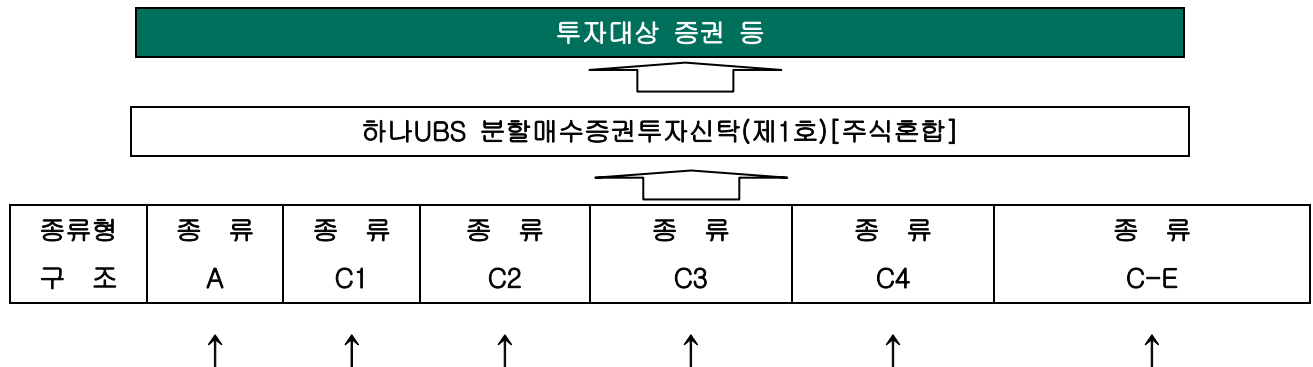 투자대상 증권 등
하나UBS 분할매수증권투자신탁(제1호)[주식혼합]
종류형 종 류 종 류 종 류 종 류 종 류 종 류
구 조 A C1 C2 C3 C4 C-E
↑ ↑ ↑ ↑ ↑ ↑